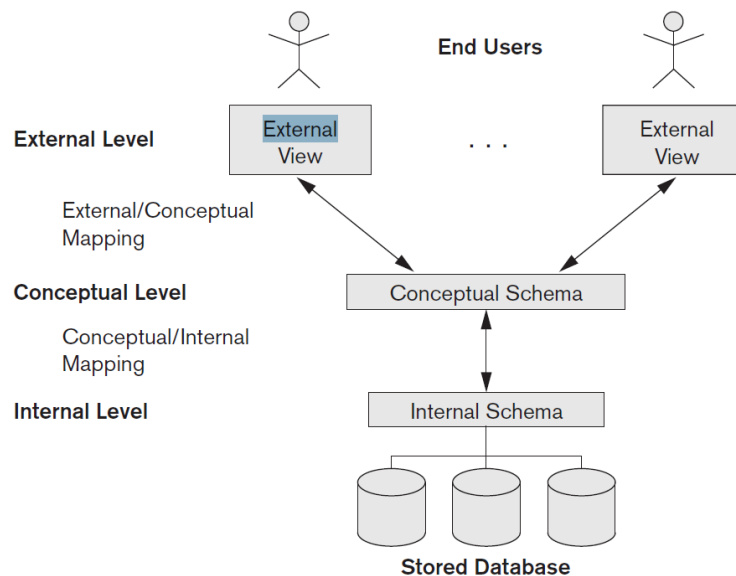 End Users
External Level
External
View
. . .
External
View
External/Conceptual
Mapping
Conceptual Level
Conceptual Schema
Conceptual/Internal
Mapping
Internal Level
Internal Schema
Stored Database